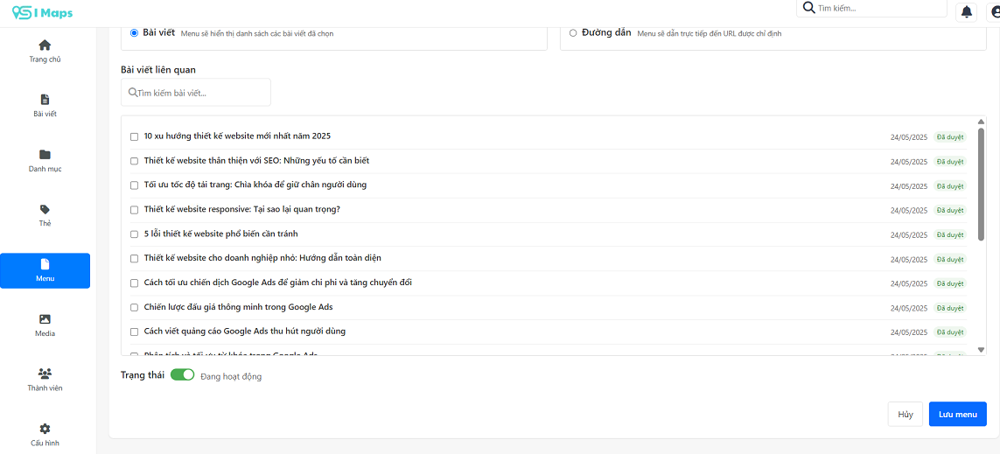 SI Maps
Tìm kiếm...
Trang chủ
Bài viết
Danh mục
Thẻ
Menu
Media
Thành viên
Cấu hình
Bài viết Menu sẽ hiển thị danh sách các bài viết đã chọn
Đường dẫn Menu sẽ dẫn trực tiếp đến URL được chỉ định
Bài viết liên quan
Tìm kiếm bài viết...
10 xu hướng thiết kế website mới nhất năm 2025 24/05/2025 Đã duyệt
Thiết kế website thân thiện với SEO: Những yếu tố cần biết 24/05/2025 Đã duyệt
Tối ưu tốc độ tải trang: Chìa khóa để giữ chân người dùng 24/05/2025 Đã duyệt
Thiết kế website responsive: Tại sao lại quan trọng? 24/05/2025 Đã duyệt
5 lỗi thiết kế website phổ biến cần tránh 24/05/2025 Đã duyệt
Thiết kế website cho doanh nghiệp nhỏ: Hướng dẫn toàn diện 24/05/2025 Đã duyệt
Cách tối ưu chiến dịch Google Ads để giảm chi phí và tăng chuyển đổi 24/05/2025 Đã duyệt
Chiến lược đấu giá thông minh trong Google Ads 24/05/2025 Đã duyệt
Cách viết quảng cáo Google Ads thu hút người dùng 24/05/2025 Đã duyệt
Phân tích và tối ưu từ khóa trong Google Ads
Trạng thái Đang hoạt động
Hủy
Lưu menu